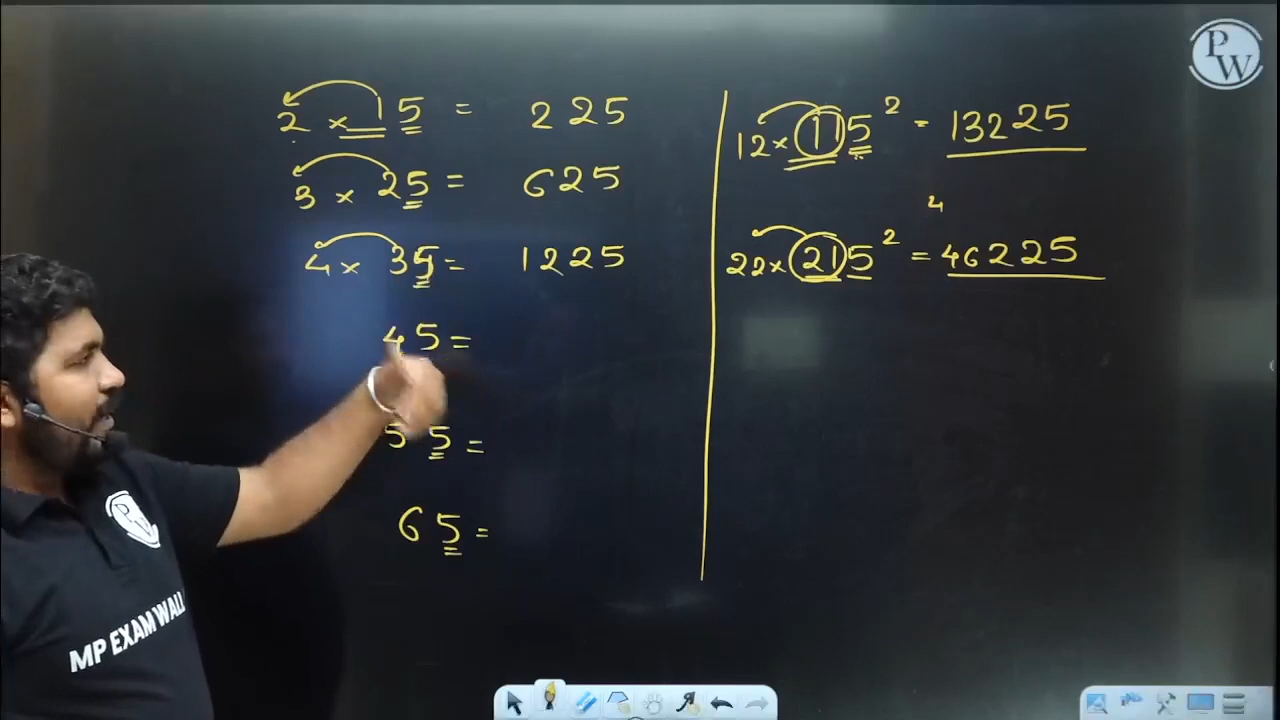 2 × 15 = 225
3 × 25 = 625
4 × 35 = 1225
45 =
55 =
65 =
12 × 115² = 13225
4
22 × 215² = 46225
PW
MP EXAM WALL